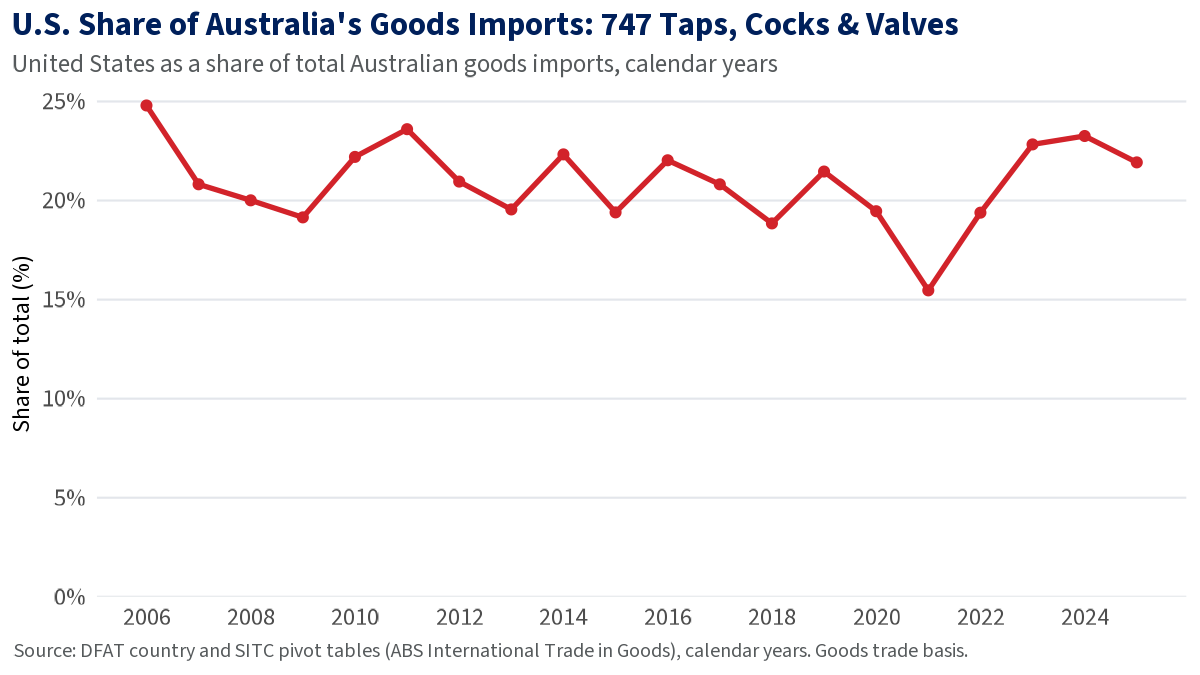 U.S. Share of Australia's Goods Imports: 747 Taps, Cocks & Valves
United States as a share of total Australian goods imports, calendar years
Share of total (%)
25%
20%
15%
10%
5%
0%
2006 2008 2010 2012 2014 2016 2018 2020 2022 2024
Source: DFAT country and SITC pivot tables (ABS International Trade in Goods), calendar years. Goods trade basis.